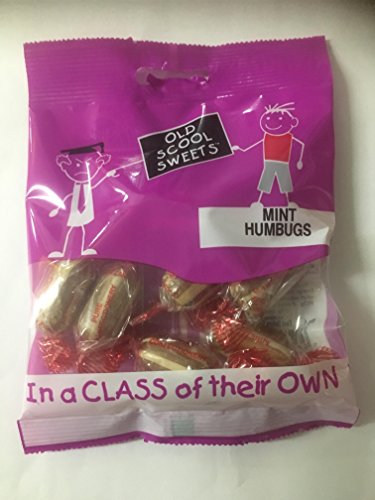 OLD
SCOOL
SWEETS
MINT
HUMBUGS
In a CLASS of their OWN